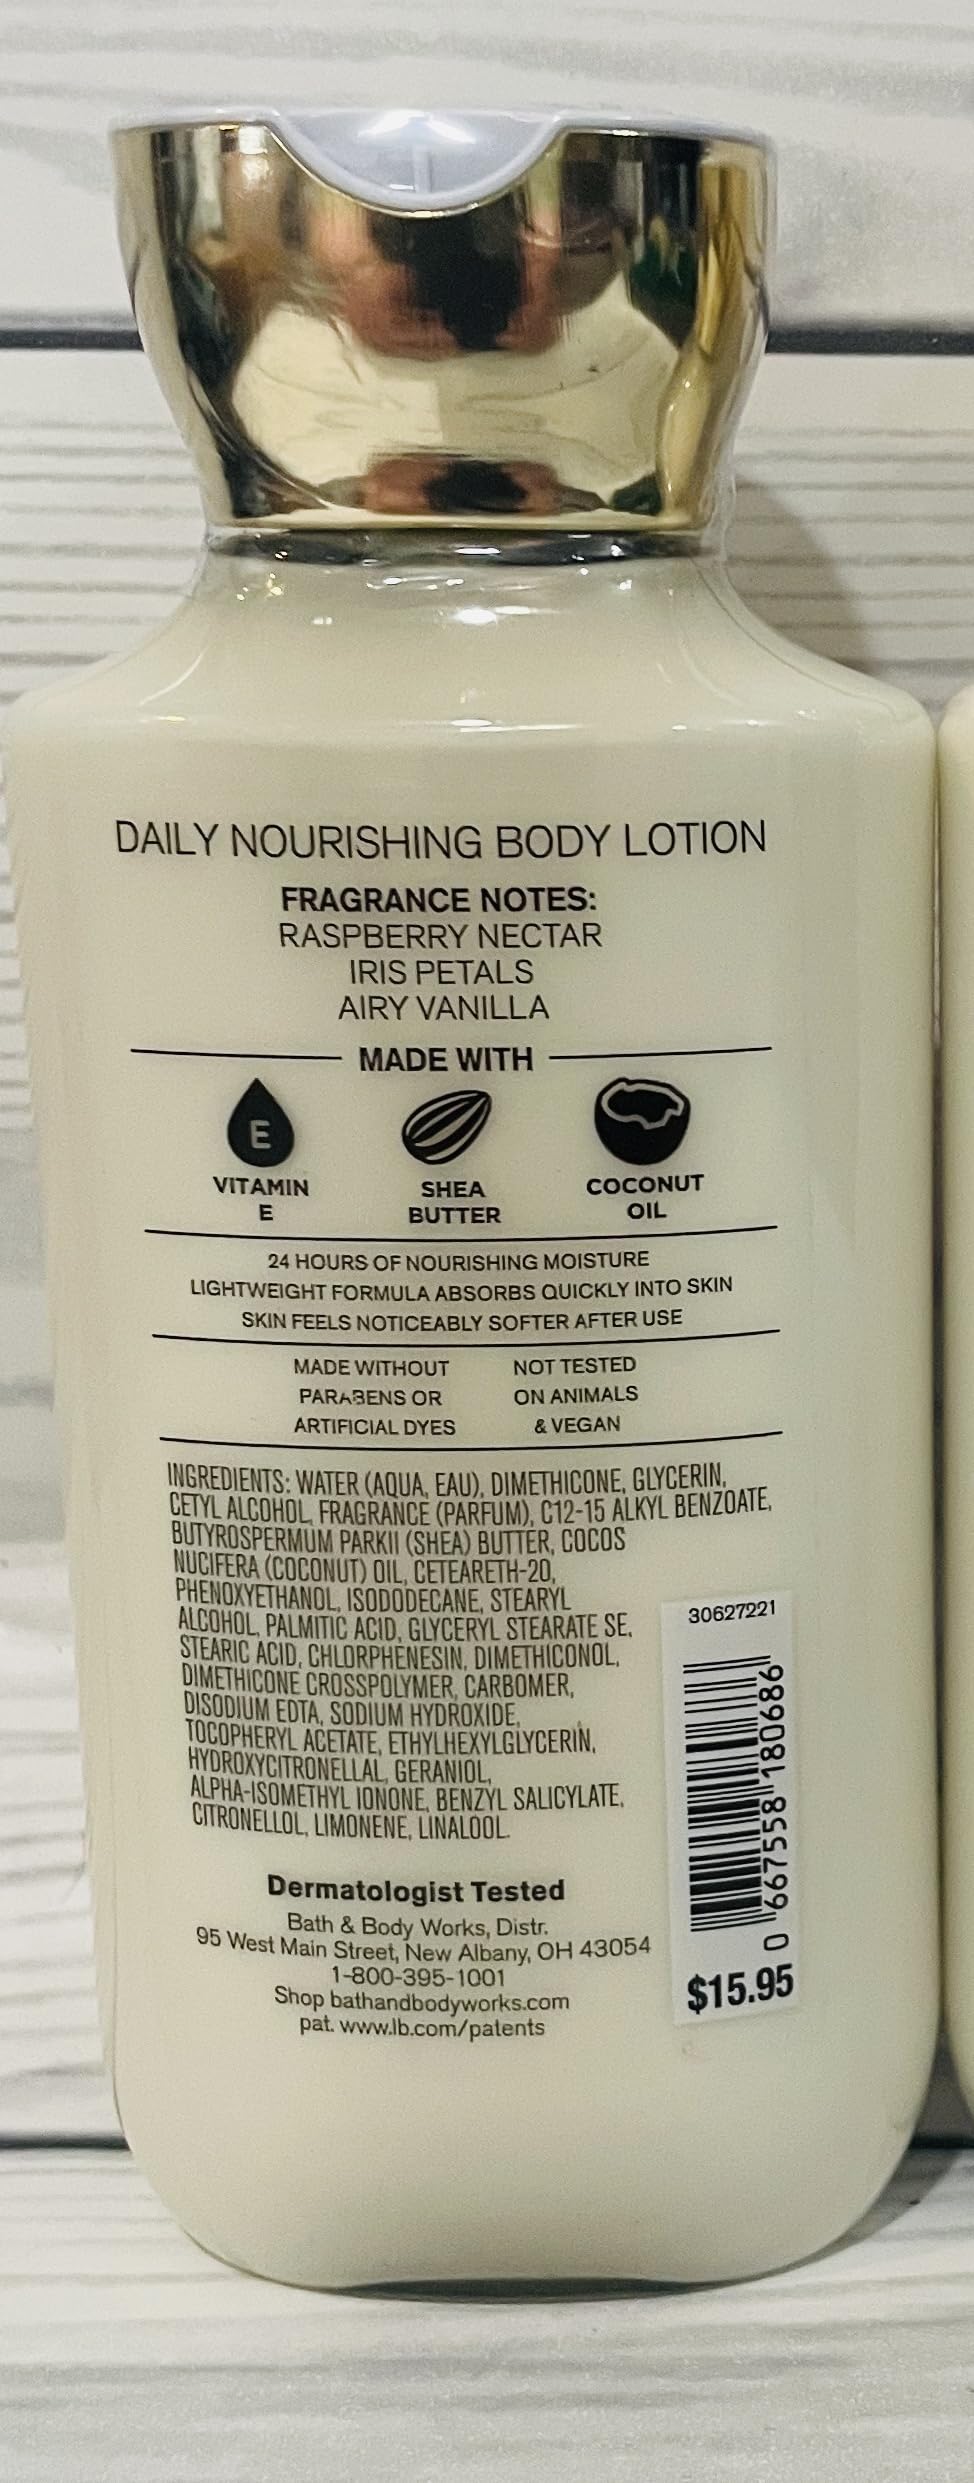 DAILY NOURISHING BODY LOTION
FRAGRANCE NOTES:
RASPBERRY NECTAR
IRIS PETALS
AIRY VANILLA
MADE WITH
E
VITAMIN
E
SHEA
BUTTER
COCONUT
OIL
24 HOURS OF NOURISHING MOISTURE
LIGHTWEIGHT FORMULA ABSORBS QUICKLY INTO SKIN
SKIN FEELS NOTICEABLY SOFTER AFTER USE
MADE WITHOUT
PARABENS OR
ARTIFICIAL DYES
NOT TESTED
ON ANIMALS
& VEGAN
INGREDIENTS: WATER (AQUA, EAU), DIMETHICONE, GLYCERIN,
CETYL ALCOHOL, FRAGRANCE (PARFUM), C12-15 ALKYL BENZOATE,
BUTYROSPERMUM PARKII (SHEA) BUTTER, COCOS
NUCIFERA (COCONUT) OIL, CETEARETH-20,
PHENOXYETHANOL, ISODODECANE, STEARYL
ALCOHOL, PALMITIC ACID, GLYCERYL STEARATE SE,
STEARIC ACID, CHLORPHENESIN, DIMETHICONOL,
DIMETHICONE CROSSPOLYMER, CARBOMER,
DISODIUM EDTA, SODIUM HYDROXIDE,
TOCOPHERYL ACETATE, ETHYLHEXYLGLYCERIN,
HYDROXYCITRONELLAL, GERANIOL,
ALPHA-ISOMETHYL IONONE, BENZYL SALICYLATE,
CITRONELLOL, LIMONENE, LINALOOL.
30627221
0 667558 180686
$15.95
Dermatologist Tested
Bath & Body Works, Distr.
95 West Main Street, New Albany, OH 43054
1-800-395-1001
Shop bathandbodyworks.com
pat. www.lb.com/patents